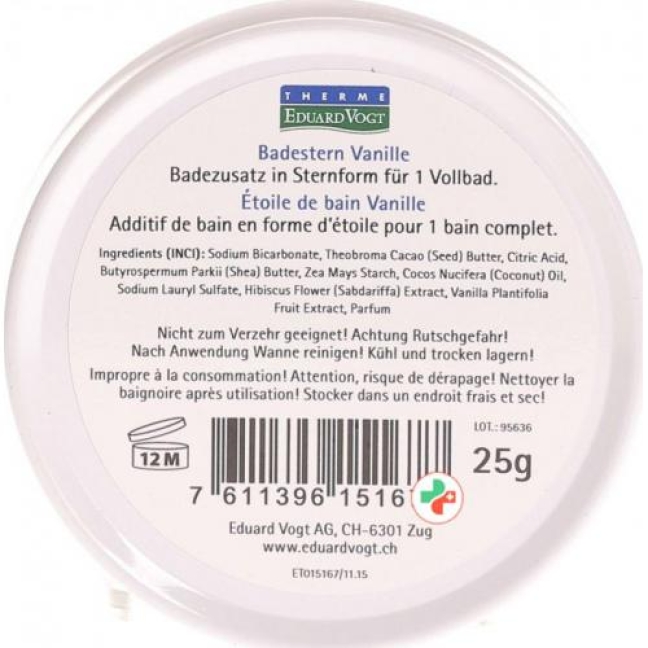 THERME
EDUARD VOGT
Badestern Vanille
Badezusatz in Sternform für 1 Vollbad.
Étoile de bain Vanille
Additif de bain en forme d'étoile pour 1 bain complet.
Ingredients (INCI): Sodium Bicarbonate, Theobroma Cacao (Seed) Butter, Citric Acid,
Butyrospermum Parkii (Shea) Butter, Zea Mays Starch, Cocos Nucifera (Coconut) Oil,
Sodium Lauryl Sulfate, Hibiscus Flower (Sabdariffa) Extract, Vanilla Plantifolia
Fruit Extract, Parfum
Nicht zum Verzehr geeignet! Achtung Rutschgefahr!
Nach Anwendung Wanne reinigen! Kühl und trocken lagern!
Impropre à la consommation! Attention, risque de dérapage! Nettoyer la
baignoire après utilisation! Stocker dans un endroit frais et sec!
LOT.: 95636
12 M
25g
7 611396 1516
Eduard Vogt AG, CH-6301 Zug
www.eduardvogt.ch
ET015167/11.15